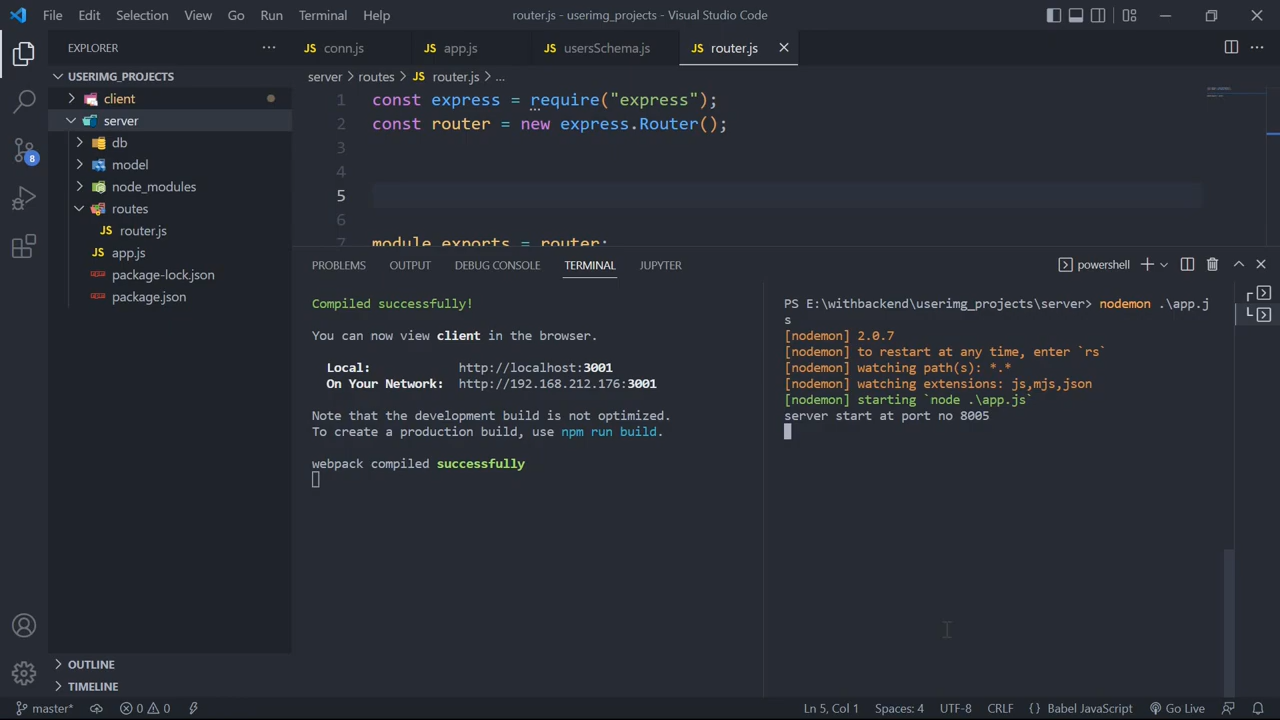 File Edit Selection View Go Run Terminal Help router.js - userimg_projects - Visual Studio Code
EXPLORER
USERIMG_PROJECTS
client
server
db
model
node_modules
routes
JS router.js
JS app.js
package-lock.json
package.json
OUTLINE
TIMELINE
8
JS conn.js JS app.js JS usersSchema.js JS router.js
server > routes > JS router.js > ...
1 const express = require("express");
2 const router = new express.Router();
3
4
5
6
7 module.exports = router;
PROBLEMS OUTPUT DEBUG CONSOLE TERMINAL JUPYTER powershell
Compiled successfully!
You can now view client in the browser.
Local: http://localhost:3001
On Your Network: http://192.168.212.176:3001
Note that the development build is not optimized.
To create a production build, use npm run build.
webpack compiled successfully
PS E:\withbackend\userimg_projects\server> nodemon .\app.j
s
[nodemon] 2.0.7
[nodemon] to restart at any time, enter `rs`
[nodemon] watching path(s): *.*
[nodemon] watching extensions: js,mjs,json
[nodemon] starting `node .\app.js`
server start at port no 8005
master* 0 0 Ln 5, Col 1 Spaces: 4 UTF-8 CRLF {} Babel JavaScript Go Live